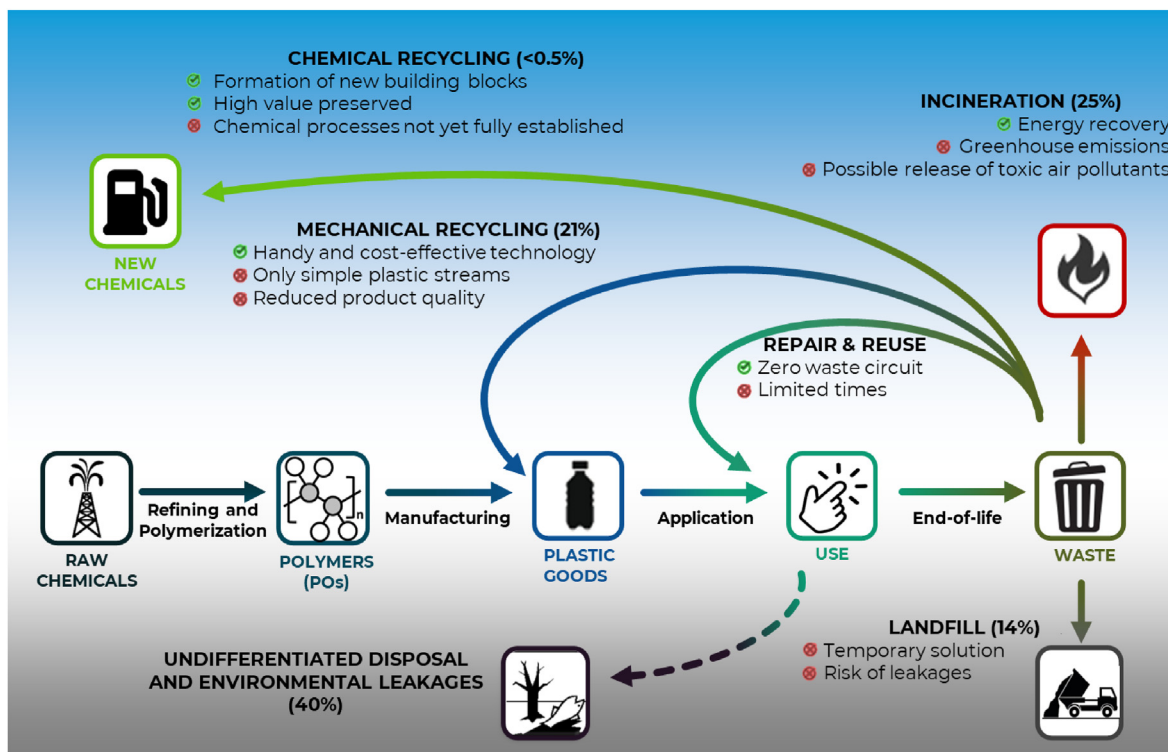 CHEMICAL RECYCLING (<0.5%)
Formation of new building blocks
High value preserved
Chemical processes not yet fully established
INCINERATION (25%)
Energy recovery
Greenhouse emissions
Possible release of toxic air pollutants
NEW
CHEMICALS
MECHANICAL RECYCLING (21%)
Handy and cost-effective technology
Only simple plastic streams
Reduced product quality
REPAIR & REUSE
Zero waste circuit
Limited times
RAW
CHEMICALS
Refining and
Polymerization
n
POLYMERS
(POs)
Manufacturing
PLASTIC
GOODS
Application
USE
End-of-life
WASTE
UNDIFFERENTIATED DISPOSAL
AND ENVIRONMENTAL LEAKAGES
(40%)
LANDFILL (14%)
Temporary solution
Risk of leakages